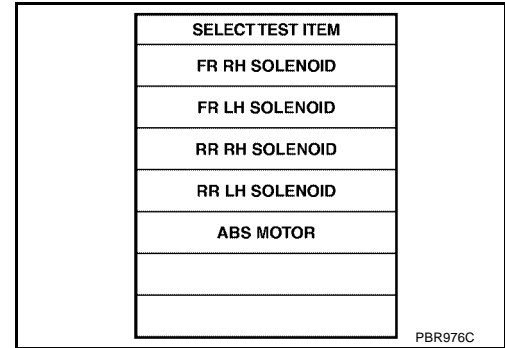 SELECT TEST ITEM
FR RH SOLENOID
FR LH SOLENOID
RR RH SOLENOID
RR LH SOLENOID
ABS MOTOR
PBR976C